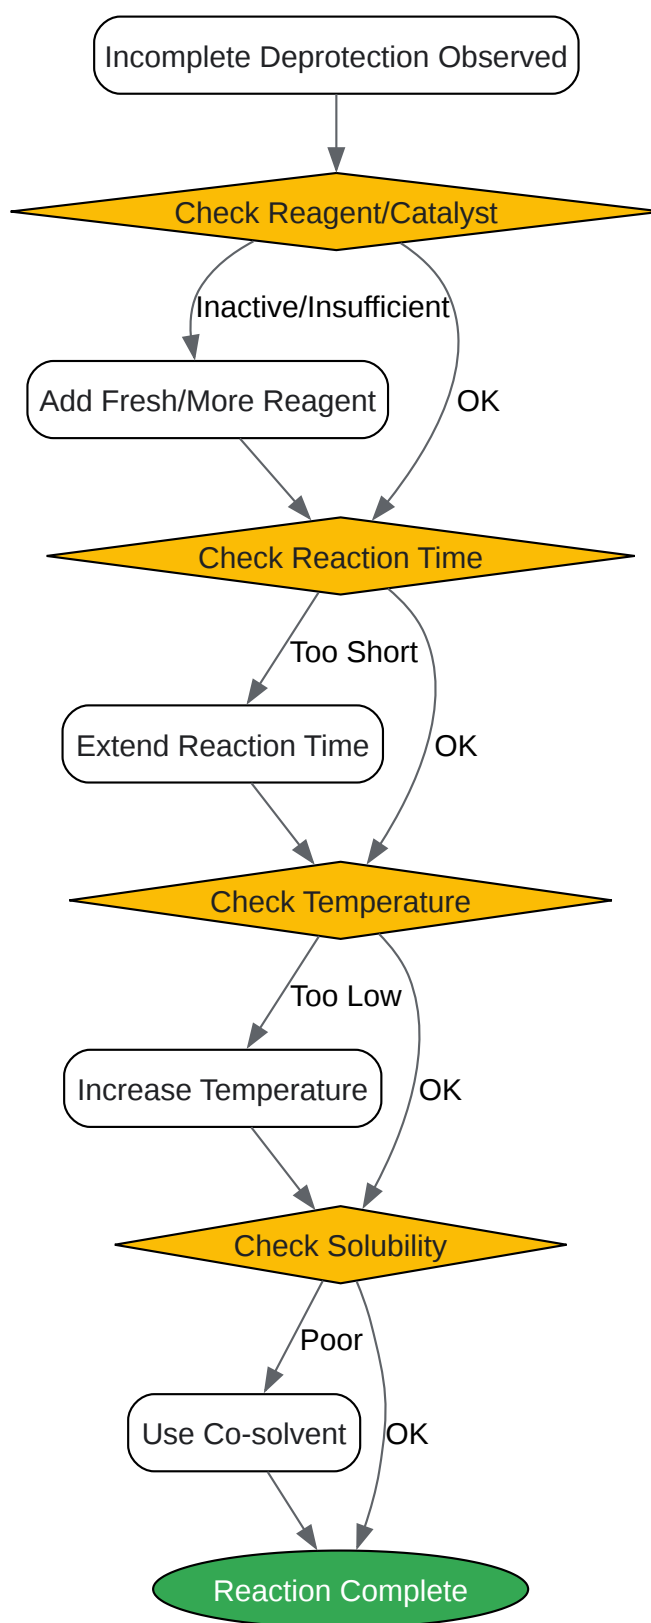 Incomplete Deprotection Observed
Check Reagent/Catalyst
Inactive/Insufficient
Add Fresh/More Reagent
OK
Check Reaction Time
Too Short
Extend Reaction Time
OK
Check Temperature
Too Low
Increase Temperature
OK
Check Solubility
Poor
Use Co-solvent
OK
Reaction Complete